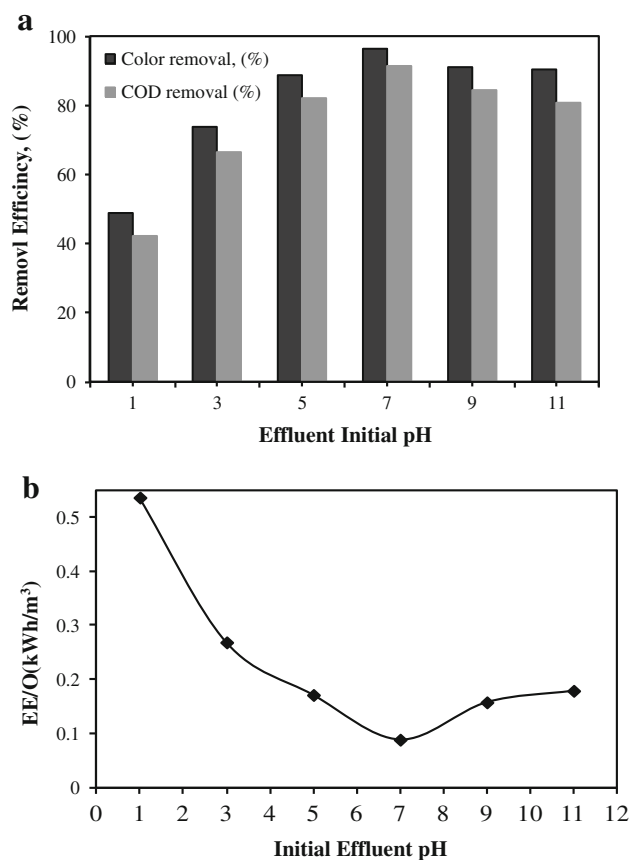 a
100
80
60
40
20
0
Removl Efficincy, (%)
Color removal, (%)
COD removal (%)
1 3 5 7 9 11
Effluent Initial pH
b
0.5
0.4
0.3
0.2
0.1
0
EE/O(kWh/m³)
0 1 2 3 4 5 6 7 8 9 10 11 12
Initial Effluent pH